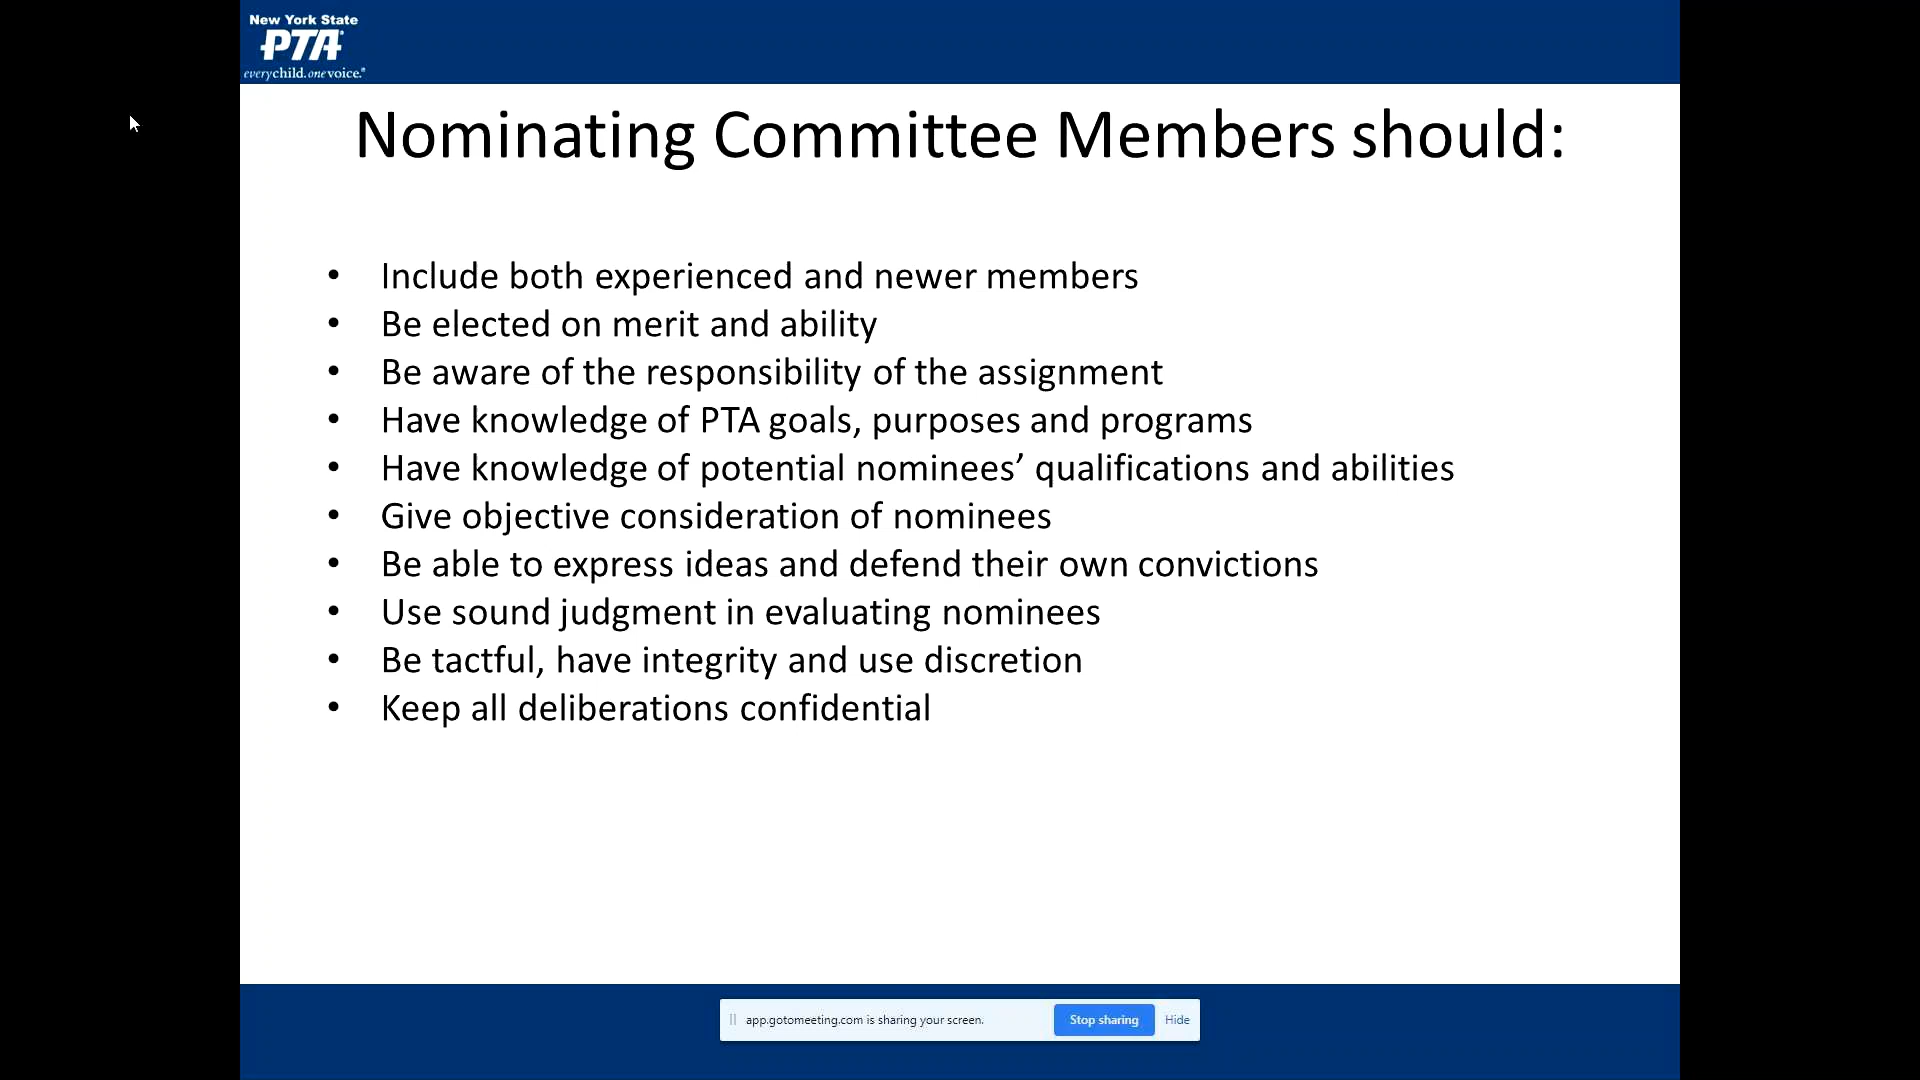 New York State
PTA
everychild.onevoice.®
Nominating Committee Members should:
• Include both experienced and newer members
• Be elected on merit and ability
• Be aware of the responsibility of the assignment
• Have knowledge of PTA goals, purposes and programs
• Have knowledge of potential nominees’ qualifications and abilities
• Give objective consideration of nominees
• Be able to express ideas and defend their own convictions
• Use sound judgment in evaluating nominees
• Be tactful, have integrity and use discretion
• Keep all deliberations confidential
app.gotomeeting.com is sharing your screen. Stop sharing Hide